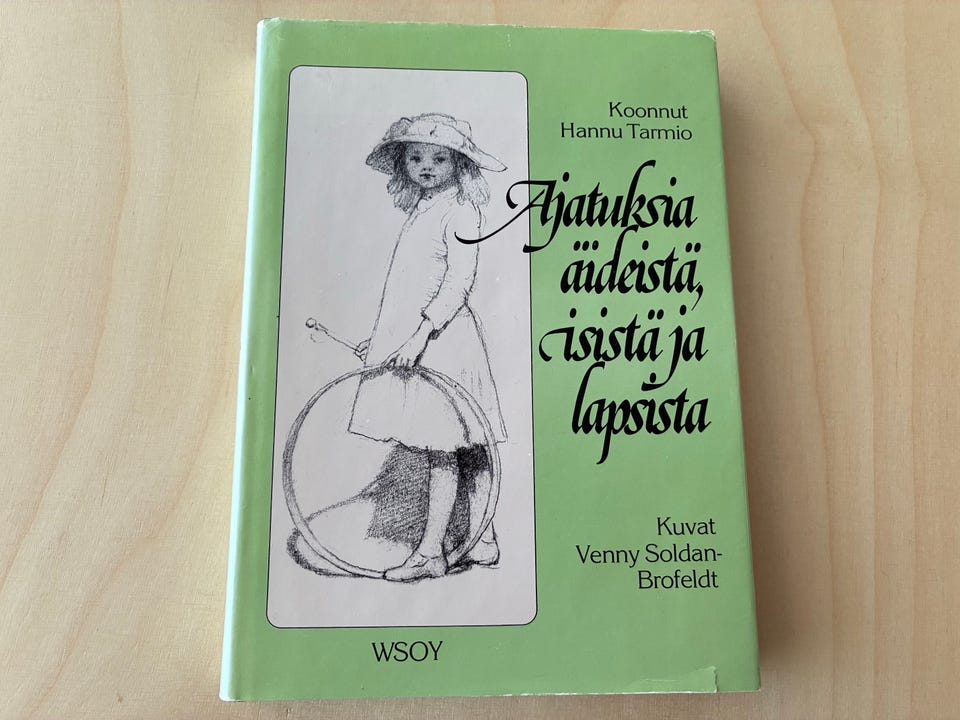 Koonnut
Hannu Tarmio
Ajatuksia
äideistä,
isistä ja
lapsista
Kuvat
Venny Soldan-
Brofeldt
WSOY